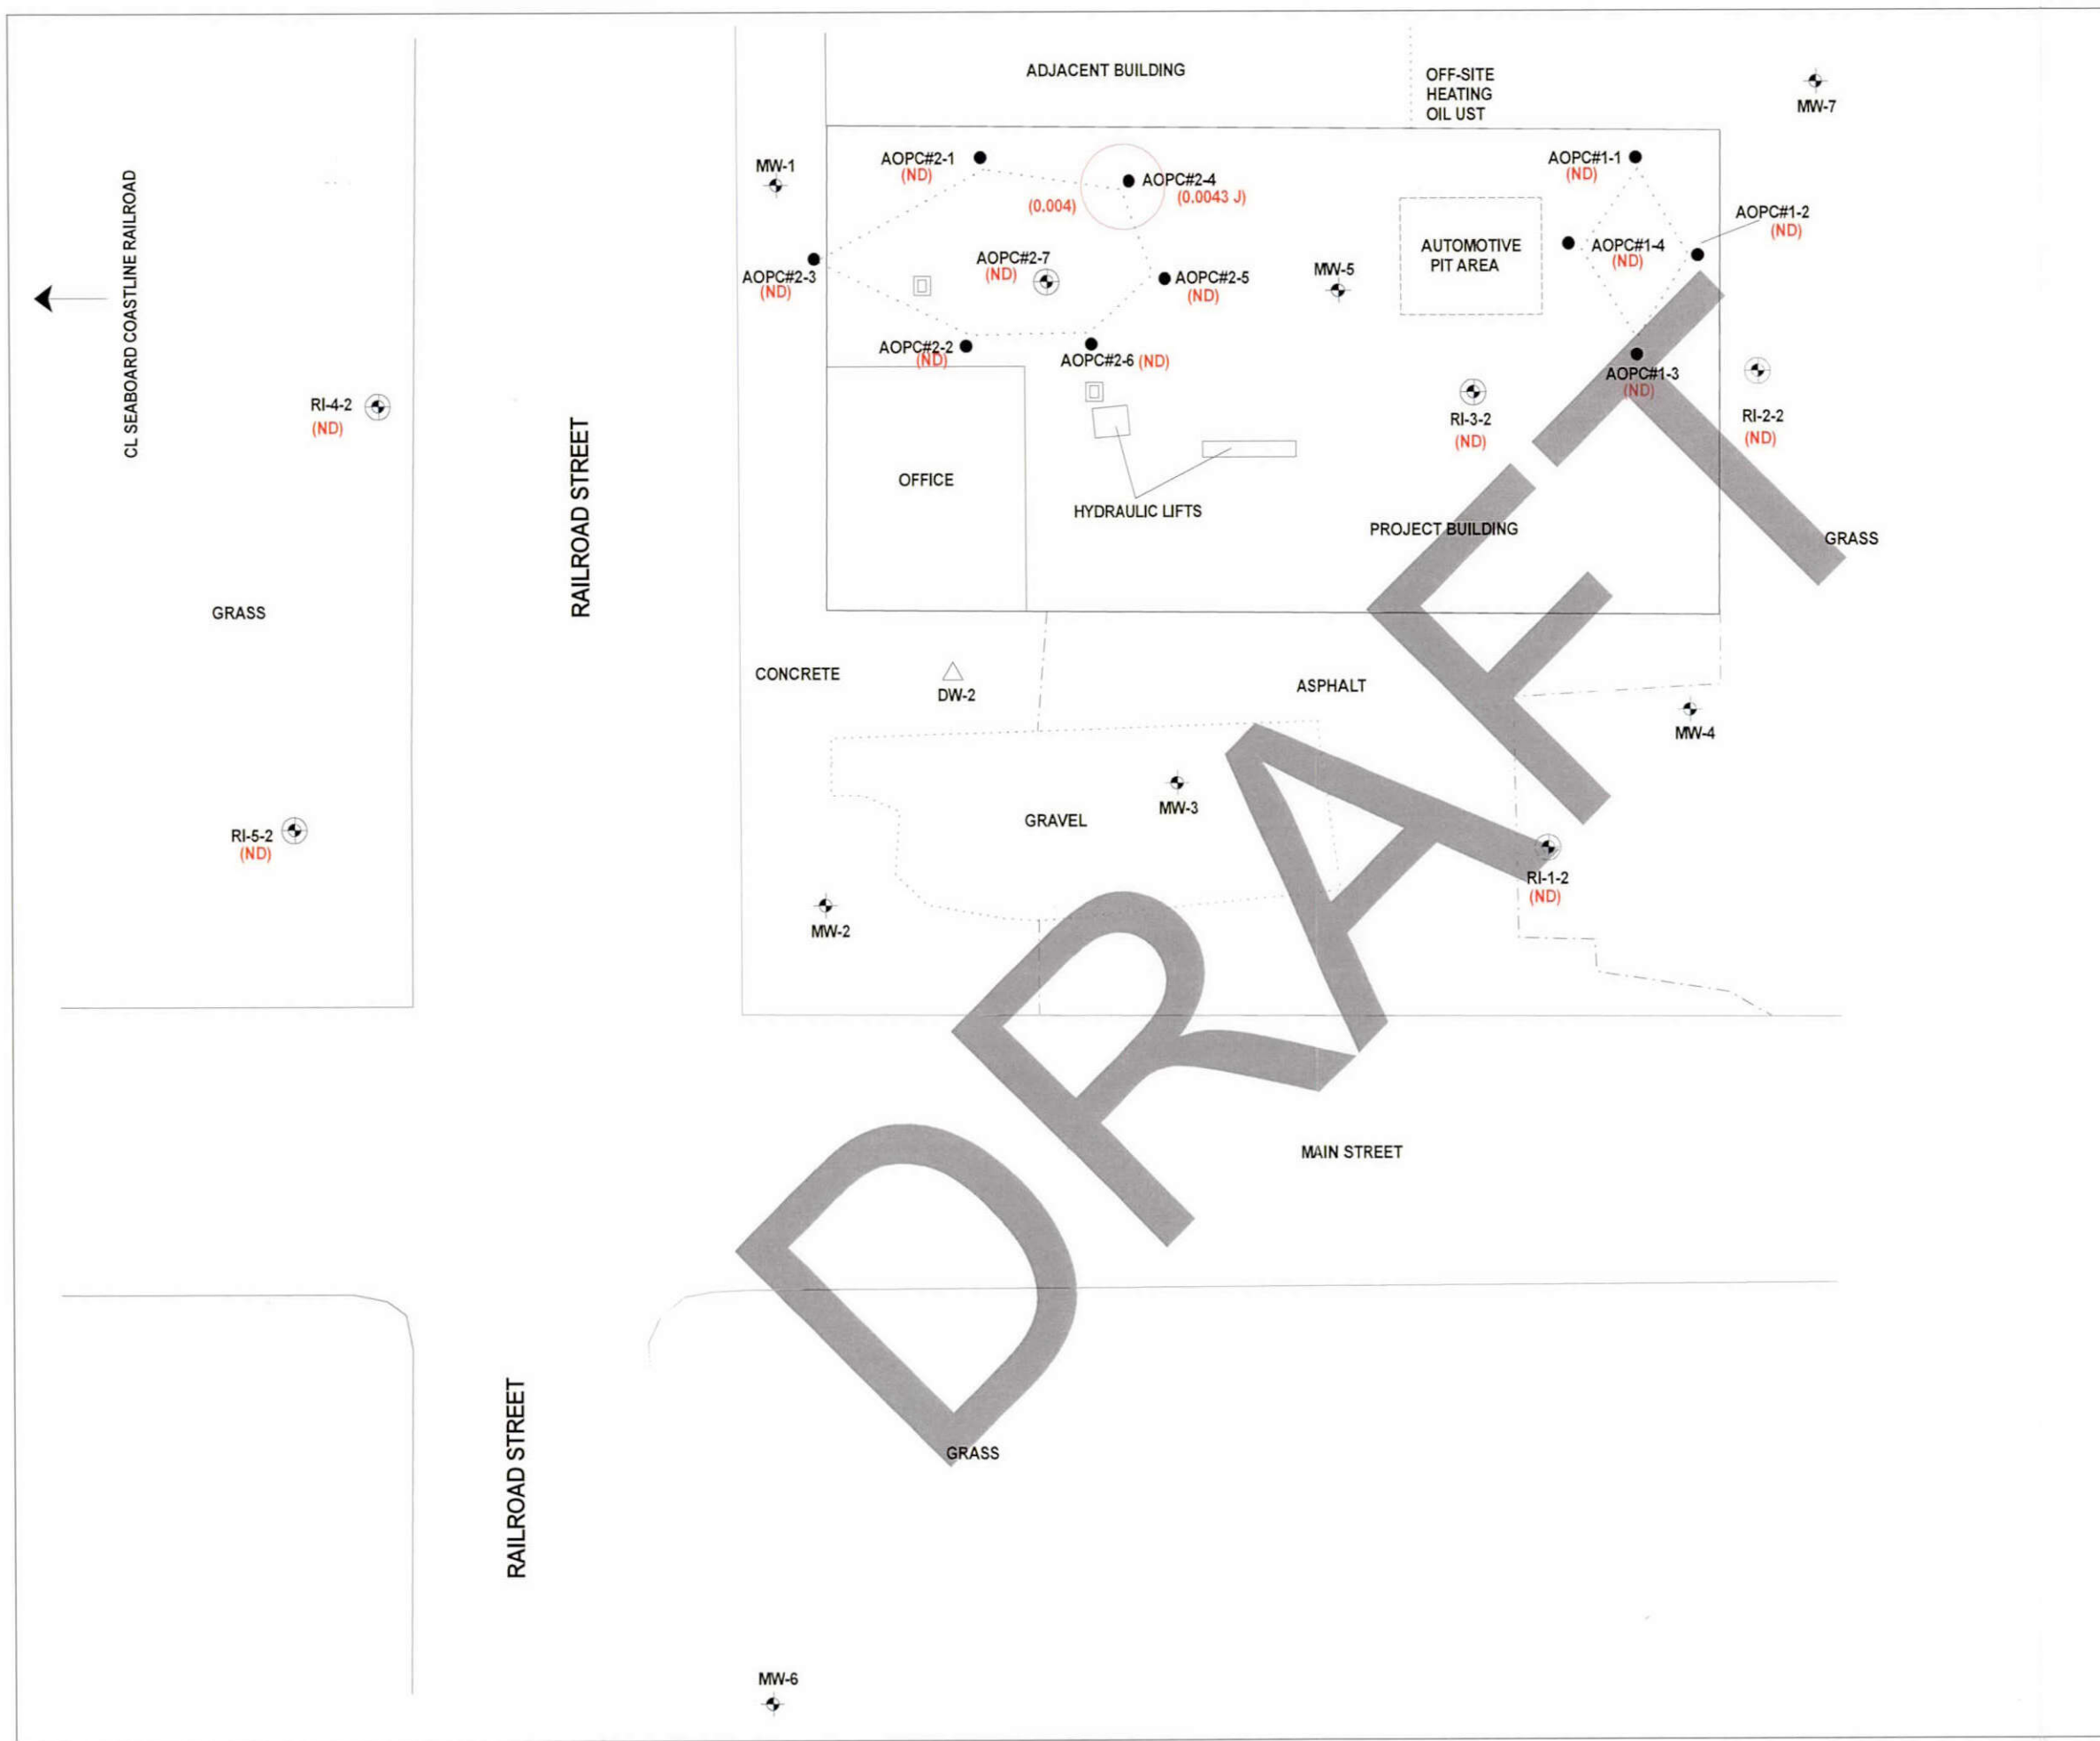 ADJACENT BUILDING
OFF-SITE
HEATING
OIL UST
MW-7
MW-1
AOPC#2-1
(ND)
AOPC#2-4
(0.004)
(0.0043 J)
AOPC#1-1
(ND)
AOPC#1-2
(ND)
AUTOMOTIVE
PIT AREA
AOPC#1-4
(ND)
AOPC#2-3
(ND)
AOPC#2-7
(ND)
AOPC#2-5
(ND)
MW-5
AOPC#2-2
(ND)
AOPC#2-6 (ND)
AOPC#1-3
(ND)
RI-3-2
(ND)
RI-2-2
(ND)
CL SEABOARD COASTLINE RAILROAD
RI-4-2
(ND)
RAILROAD STREET
OFFICE
HYDRAULIC LIFTS
PROJECT BUILDING
GRASS
GRASS
CONCRETE
DW-2
ASPHALT
MW-4
GRAVEL
MW-3
RI-5-2
(ND)
RI-1-2
(ND)
MW-2
MAIN STREET
DRAFT
GRASS
RAILROAD STREET
MW-6